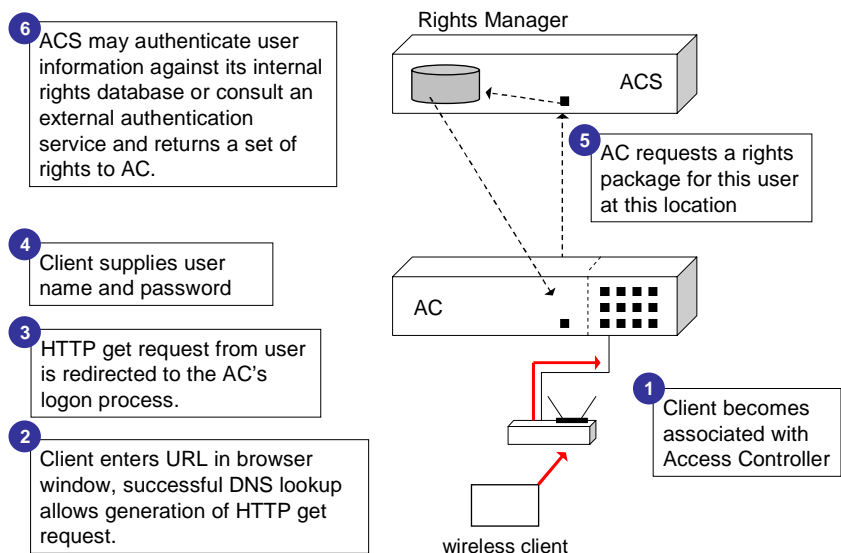 Rights Manager
6
ACS may authenticate user
information against its internal
rights database or consult an
external authentication
service and returns a set of
rights to AC.
ACS
5
AC requests a rights
package for this user
at this location
4
Client supplies user
name and password
AC
3
HTTP get request from user
is redirected to the AC's
logon process.
1
Client becomes
associated with
Access Controller
2
Client enters URL in browser
window, successful DNS lookup
allows generation of HTTP get
request.
wireless client